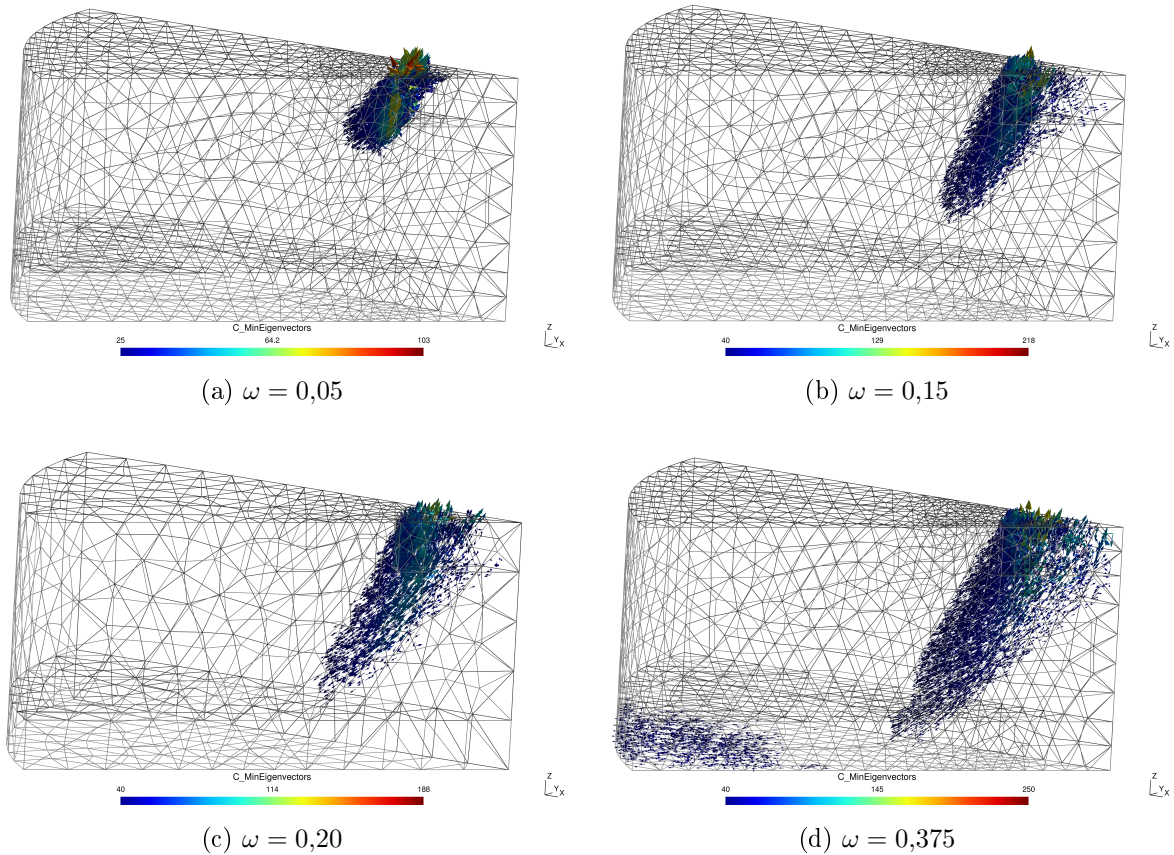 C_MinEigenvectors
25 64.2 103
Z
Y X
(a) ω = 0,05
C_MinEigenvectors
40 129 218
Z
Y X
(b) ω = 0,15
C_MinEigenvectors
40 114 188
Z
Y X
(c) ω = 0,20
C_MinEigenvectors
40 145 250
Z
Y X
(d) ω = 0,375